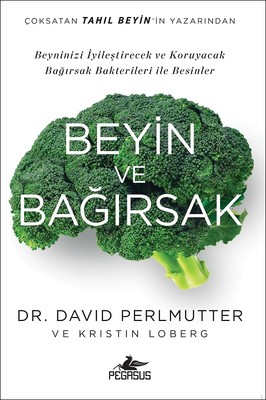 ÇOKSATAN TAHIL BEYİN'İN YAZARINDAN
Beyninizi İyileştirecek ve Koruyacak
Bağırsak Bakterileri ile Besinler
BEYİN
VE
BAĞIRSAK
DR. DAVID PERLMUTTER
VE KRISTIN LOBERG
PEGASUS